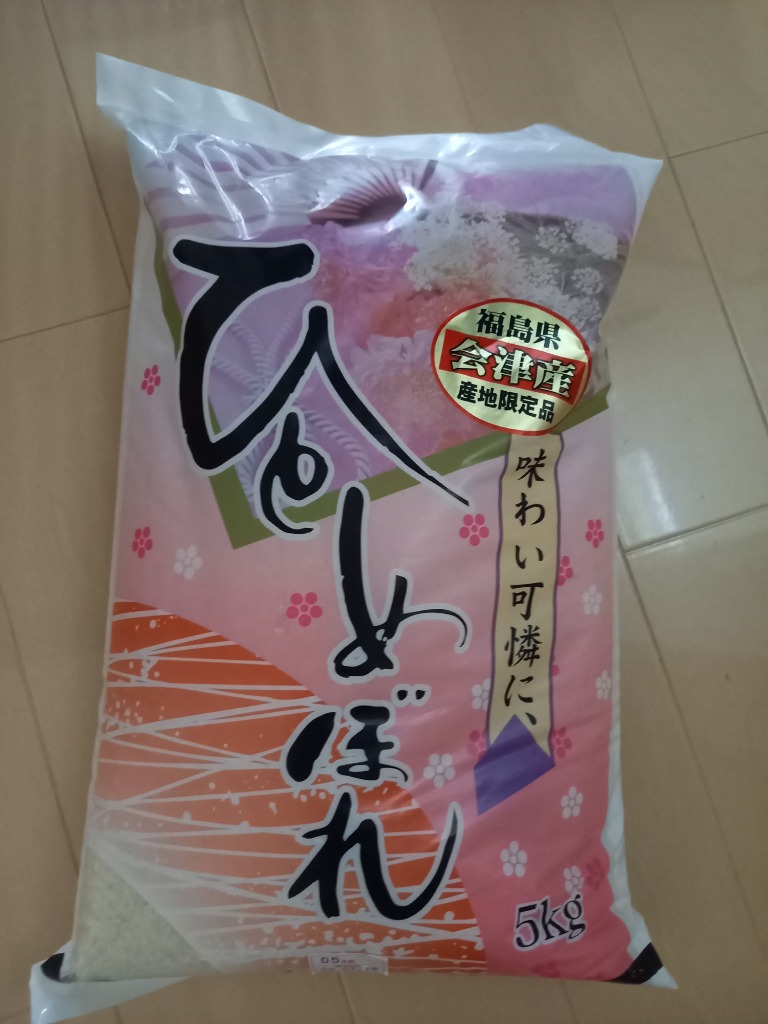 ひとめぼれ
福島県
会津産
産地限定品
味わい可憐に、
5kg